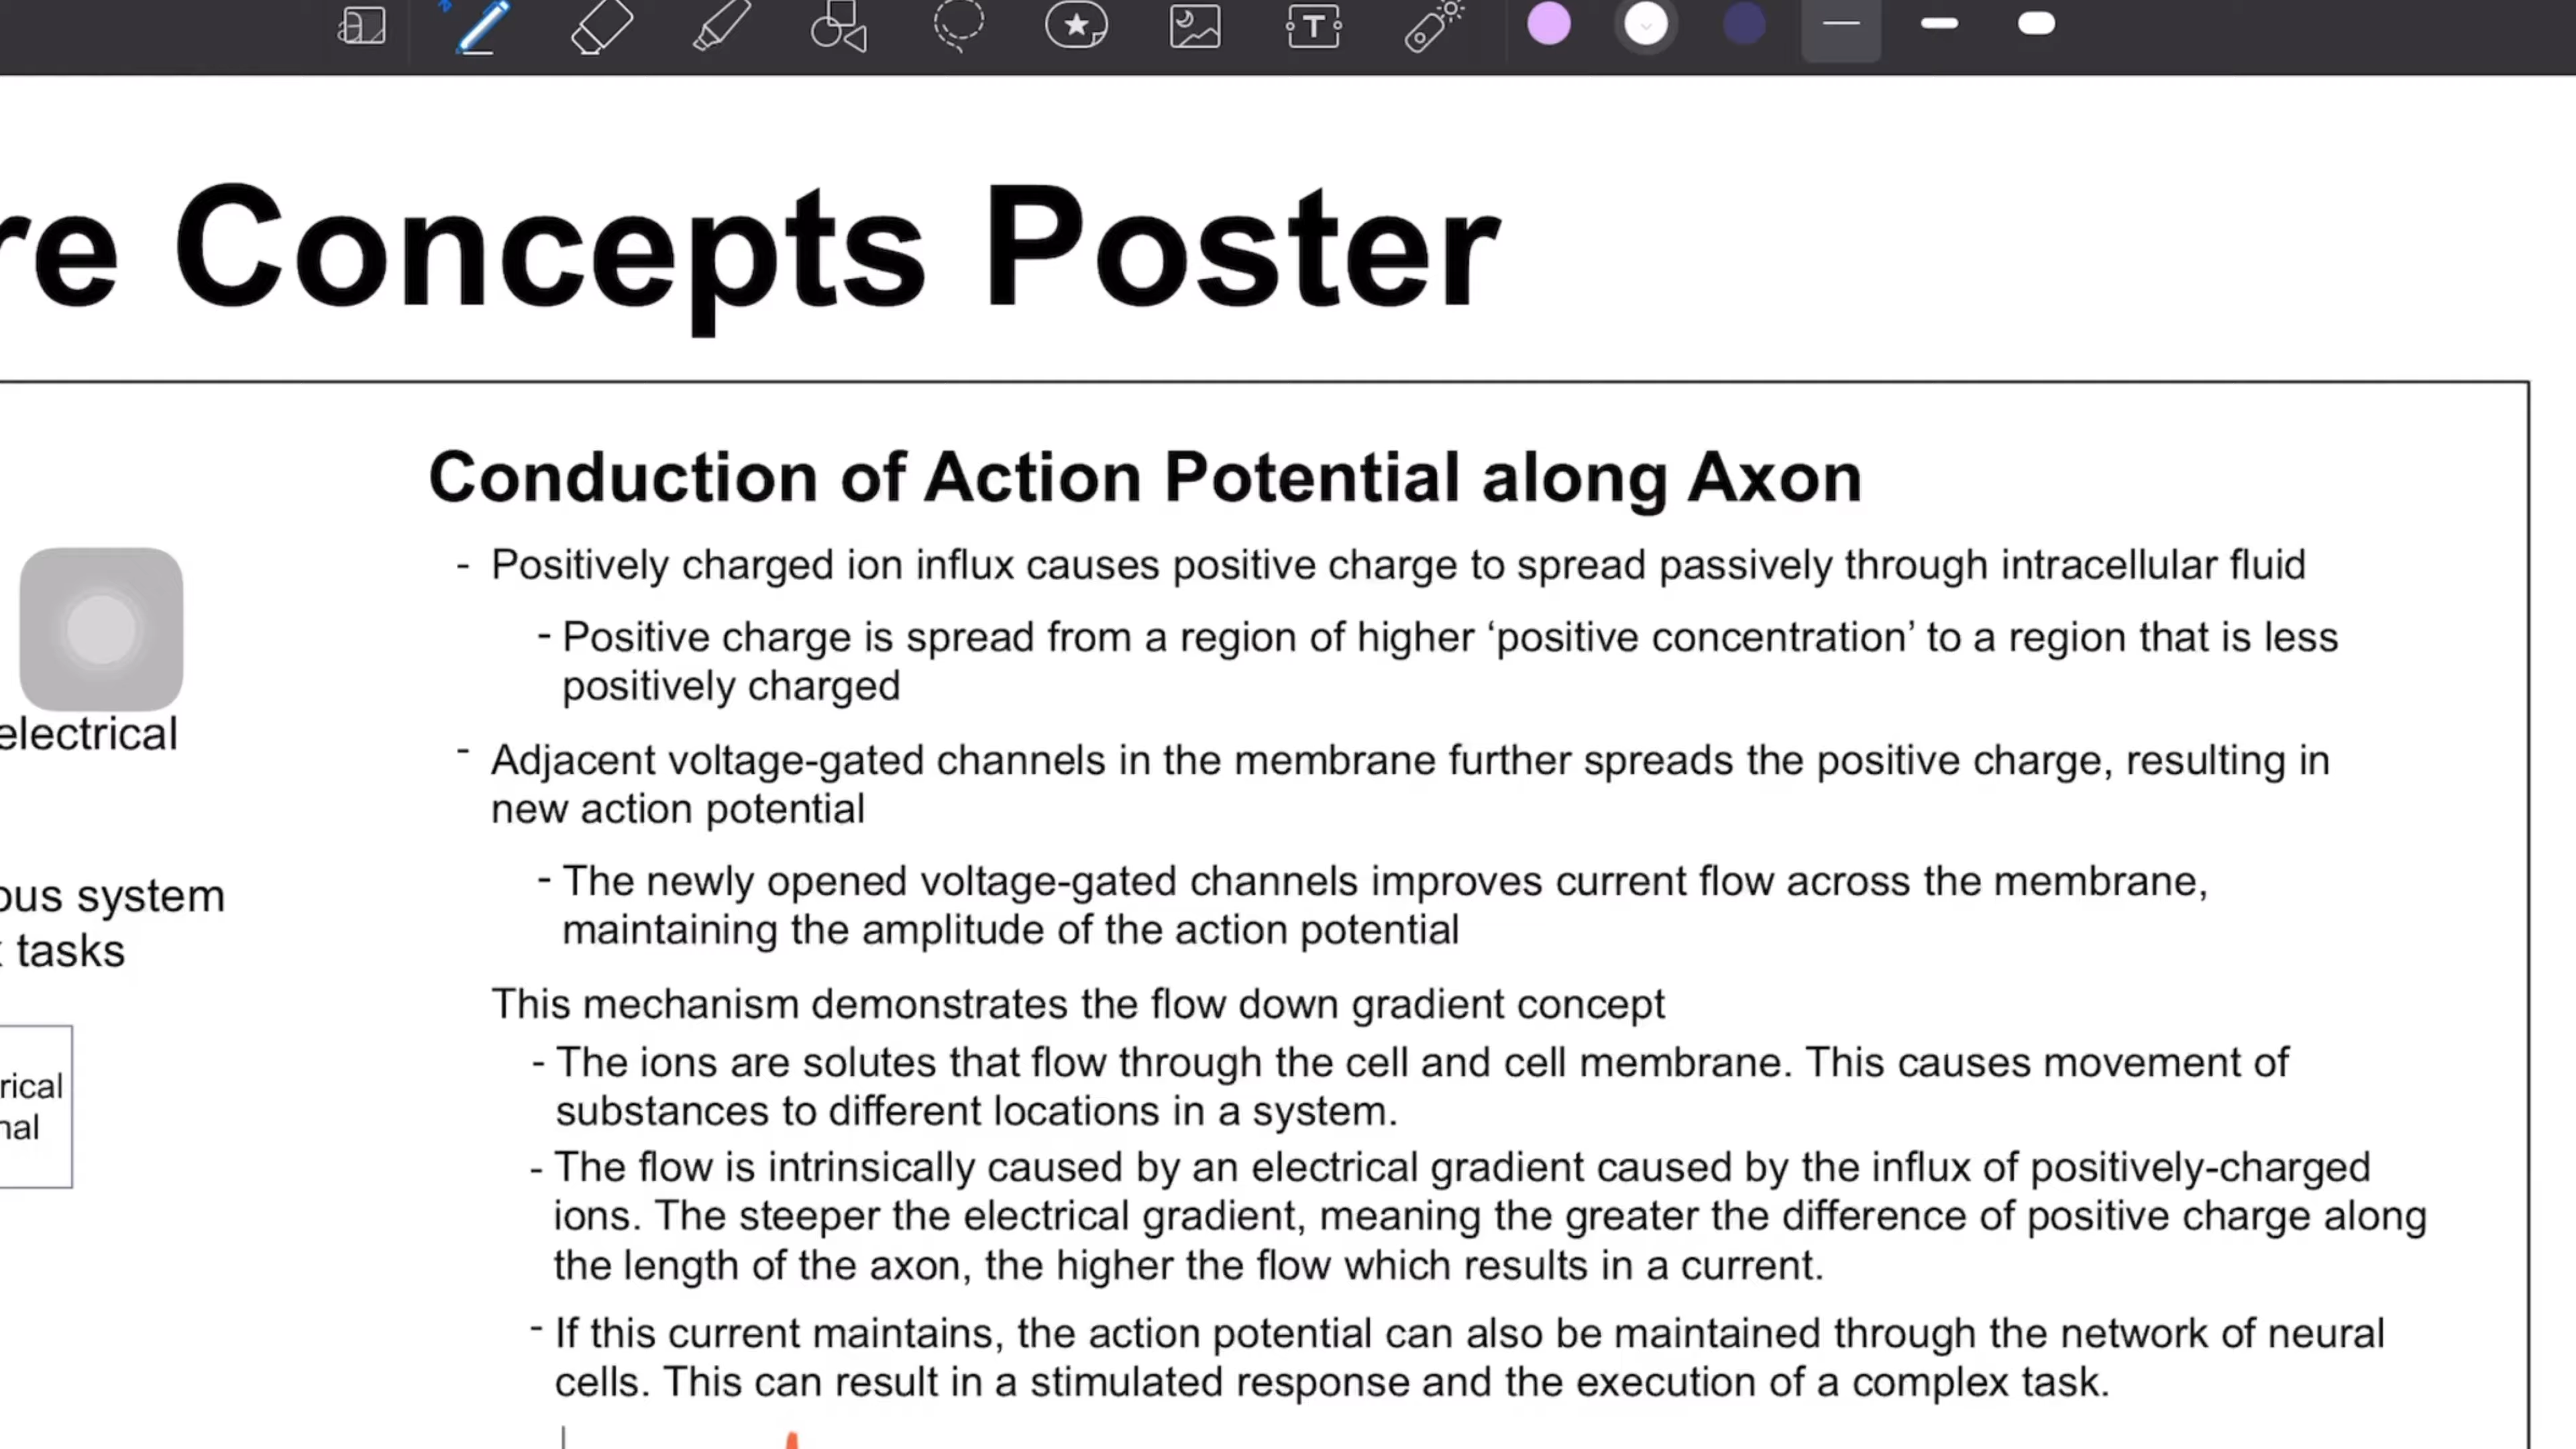 re Concepts Poster
Conduction of Action Potential along Axon
- Positively charged ion influx causes positive charge to spread passively through intracellular fluid
- Positive charge is spread from a region of higher ‘positive concentration’ to a region that is less
positively charged
electrical
- Adjacent voltage-gated channels in the membrane further spreads the positive charge, resulting in
new action potential
- The newly opened voltage-gated channels improves current flow across the membrane,
maintaining the amplitude of the action potential
ous system
tasks
This mechanism demonstrates the flow down gradient concept
- The ions are solutes that flow through the cell and cell membrane. This causes movement of
substances to different locations in a system.
rical
nal
- The flow is intrinsically caused by an electrical gradient caused by the influx of positively-charged
ions. The steeper the electrical gradient, meaning the greater the difference of positive charge along
the length of the axon, the higher the flow which results in a current.
- If this current maintains, the action potential can also be maintained through the network of neural
cells. This can result in a stimulated response and the execution of a complex task.